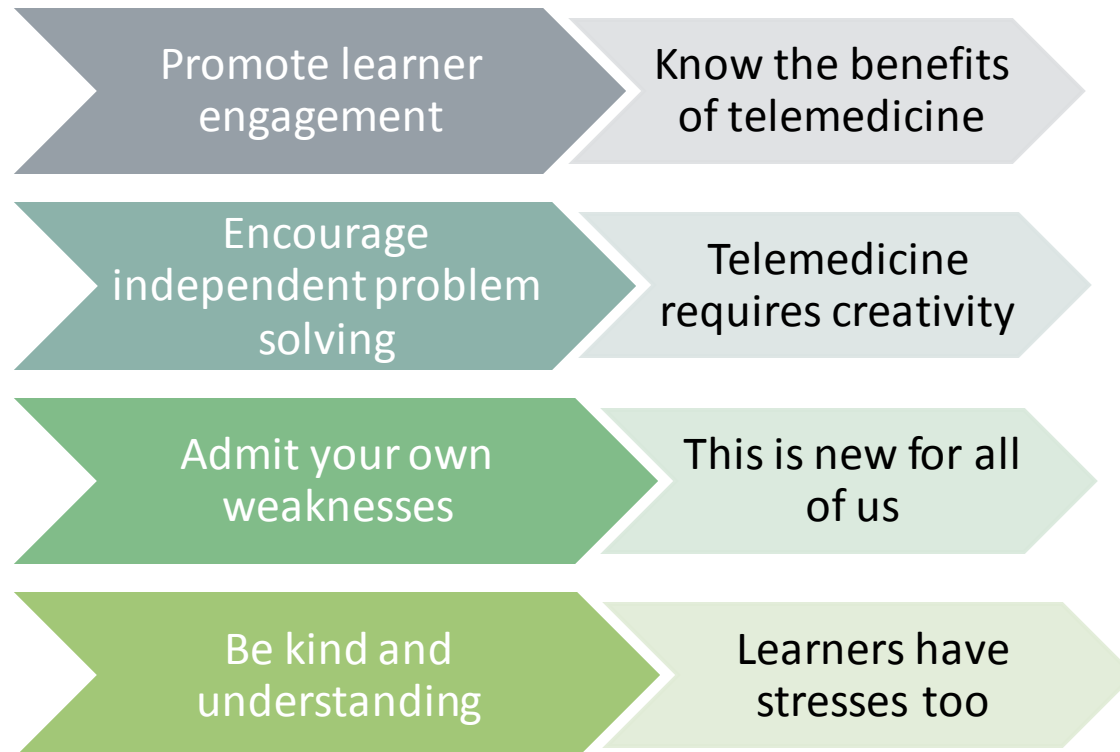 Promote learner
engagement
Know the benefits
of telemedicine
Encourage
independent problem
solving
Telemedicine
requires creativity
Admit your own
weaknesses
This is new for all
of us
Be kind and
understanding
Learners have
stresses too